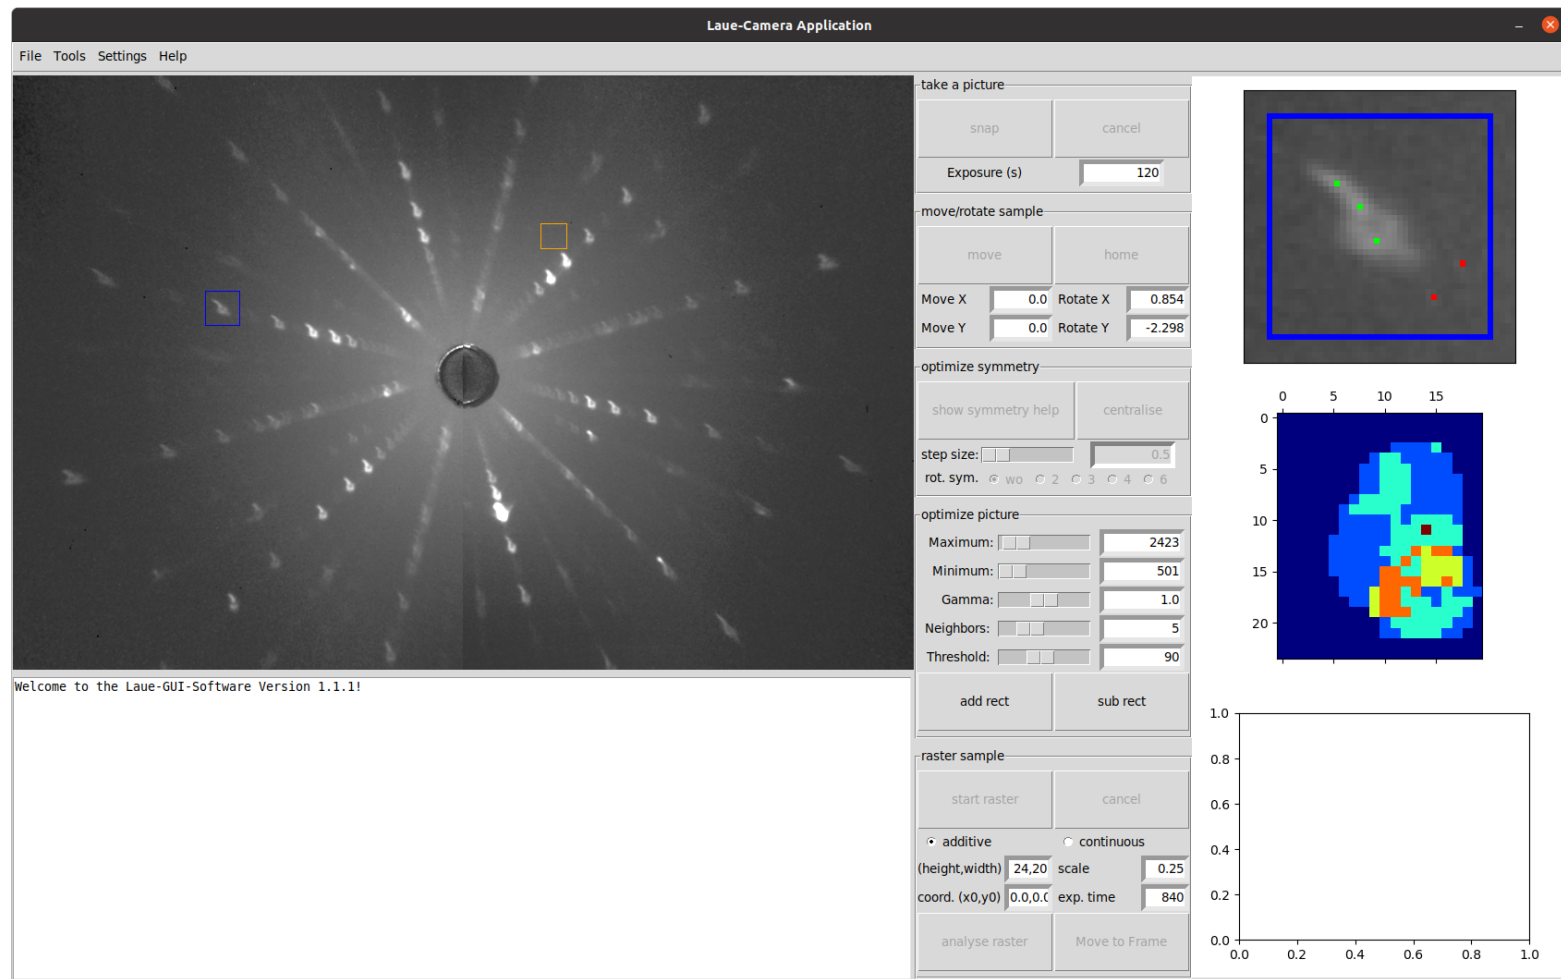 Laue-Camera Application
File Tools Settings Help
take a picture
snap cancel
Exposure (s) 120
move/rotate sample
move home
Move X 0.0 Rotate X 0.854
Move Y 0.0 Rotate Y -2.298
optimize symmetry
show symmetry help centralise
step size: 0.5
rot. sym. wo 2 3 4 6
optimize picture
Maximum: 2423
Minimum: 501
Gamma: 1.0
Neighbors: 5
Threshold: 90
add rect sub rect
raster sample
start raster cancel
additive continuous
(height,width) 24,20 scale 0.25
coord. (x0,y0) 0.0,0.0 exp. time 840
analyse raster Move to Frame
Welcome to the Laue-GUI-Software Version 1.1.1!
0 5 10 15
0
5
10
15
20
1.0
0.8
0.6
0.4
0.2
0.0
0.0 0.2 0.4 0.6 0.8 1.0